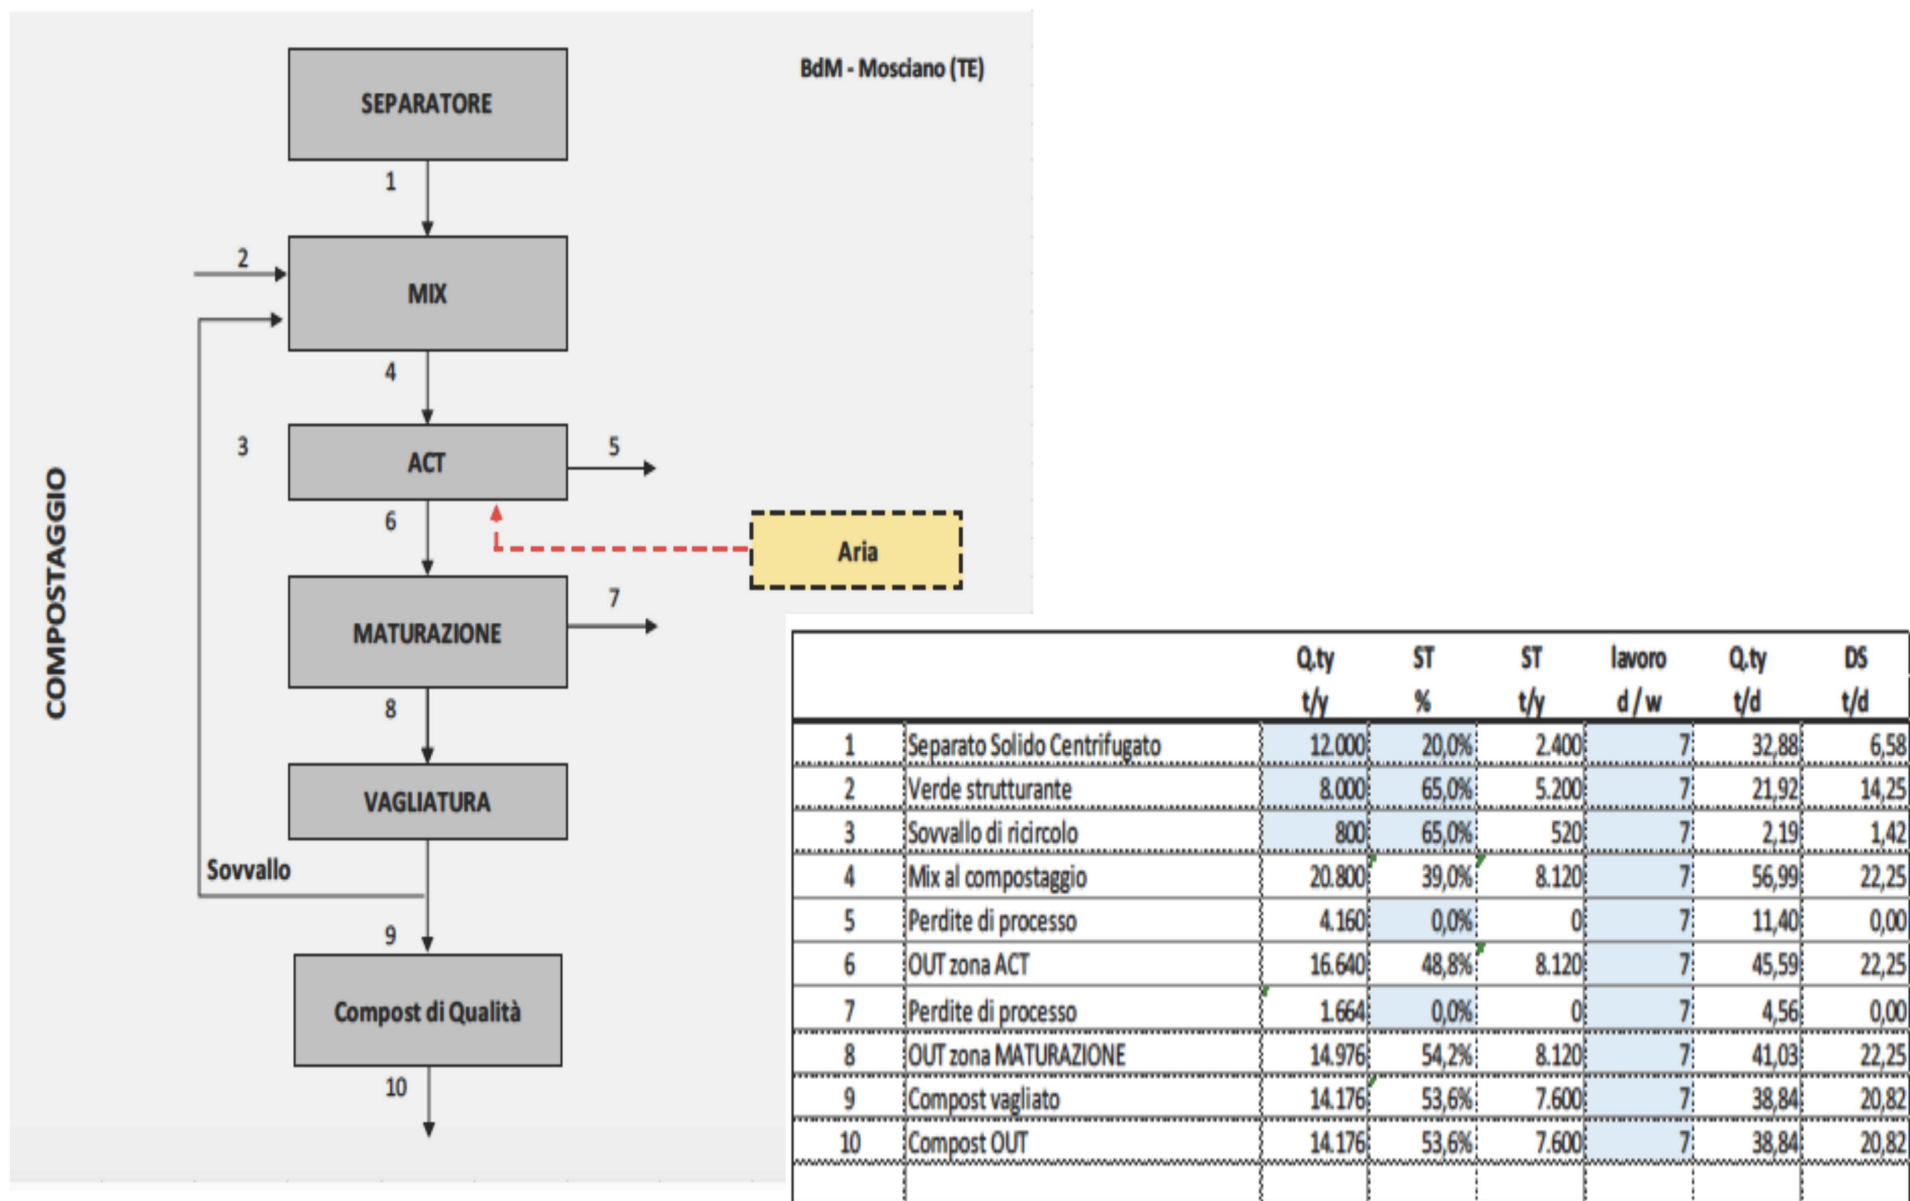 BdM - Mosciano (TE)
SEPARATORE
1
2
MIX
4
3
ACT
5
6
Aria
COMPOSTAGGIO
7
MATURAZIONE
8
VAGLIATURA
Sovvallo
9
Compost di Qualità
10
Q.ty ST ST lavoro Q.ty DS
t/y % t/y d / w t/d t/d
1 Separato Solido Centrifugato 12.000 20,0% 2.400 7 32,88 6,58
2 Verde strutturante 8.000 65,0% 5.200 7 21,92 14,25
3 Sovvallo di ricircolo 800 65,0% 520 7 2,19 1,42
4 Mix al compostaggio 20.800 39,0% 8.120 7 56,99 22,25
5 Perdite di processo 4.160 0,0% 0 7 11,40 0,00
6 OUT zona ACT 16.640 48,8% 8.120 7 45,59 22,25
7 Perdite di processo 1.664 0,0% 0 7 4,56 0,00
8 OUT zona MATURAZIONE 14.976 54,2% 8.120 7 41,03 22,25
9 Compost vagliato 14.176 53,6% 7.600 7 38,84 20,82
10 Compost OUT 14.176 53,6% 7.600 7 38,84 20,82